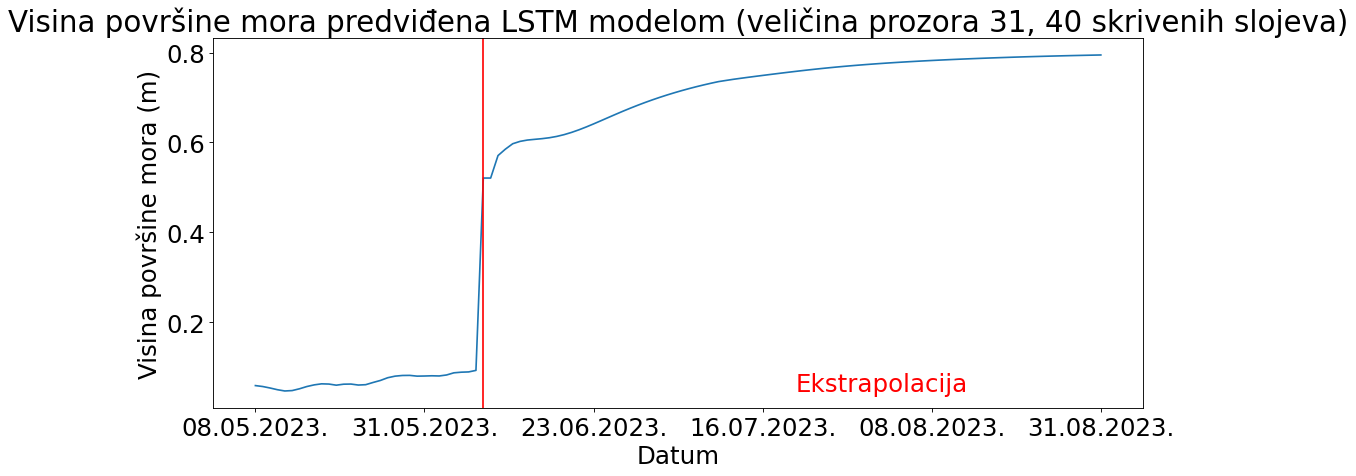 Visina površine mora predviđena LSTM modelom (veličina prozora 31, 40 skrivenih slojeva)
Visina površine mora (m)
0.8
0.6
0.4
0.2
Ekstrapolacija
08.05.2023. 31.05.2023. 23.06.2023. 16.07.2023. 08.08.2023. 31.08.2023.
Datum